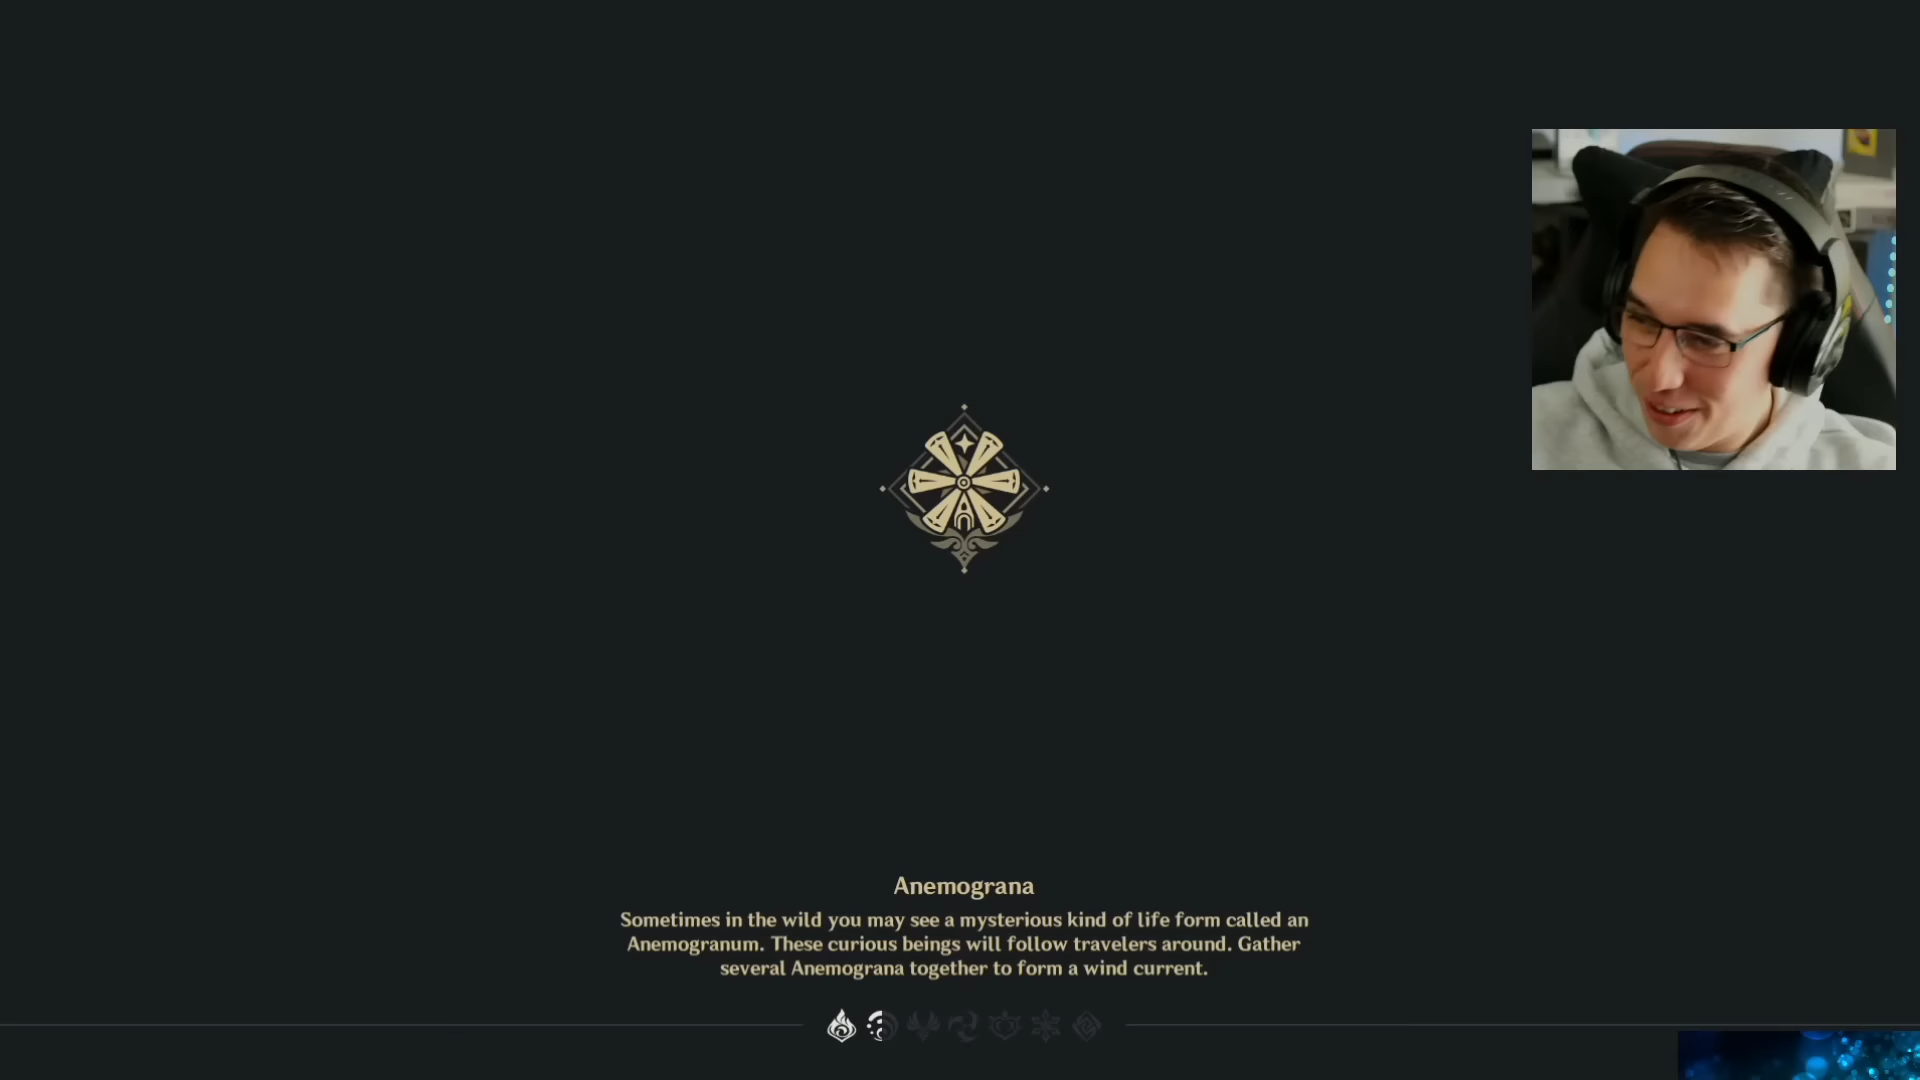 Anemograna
Sometimes in the wild you may see a mysterious kind of life form called an
Anemogranum. These curious beings will follow travelers around. Gather
several Anemograna together to form a wind current.